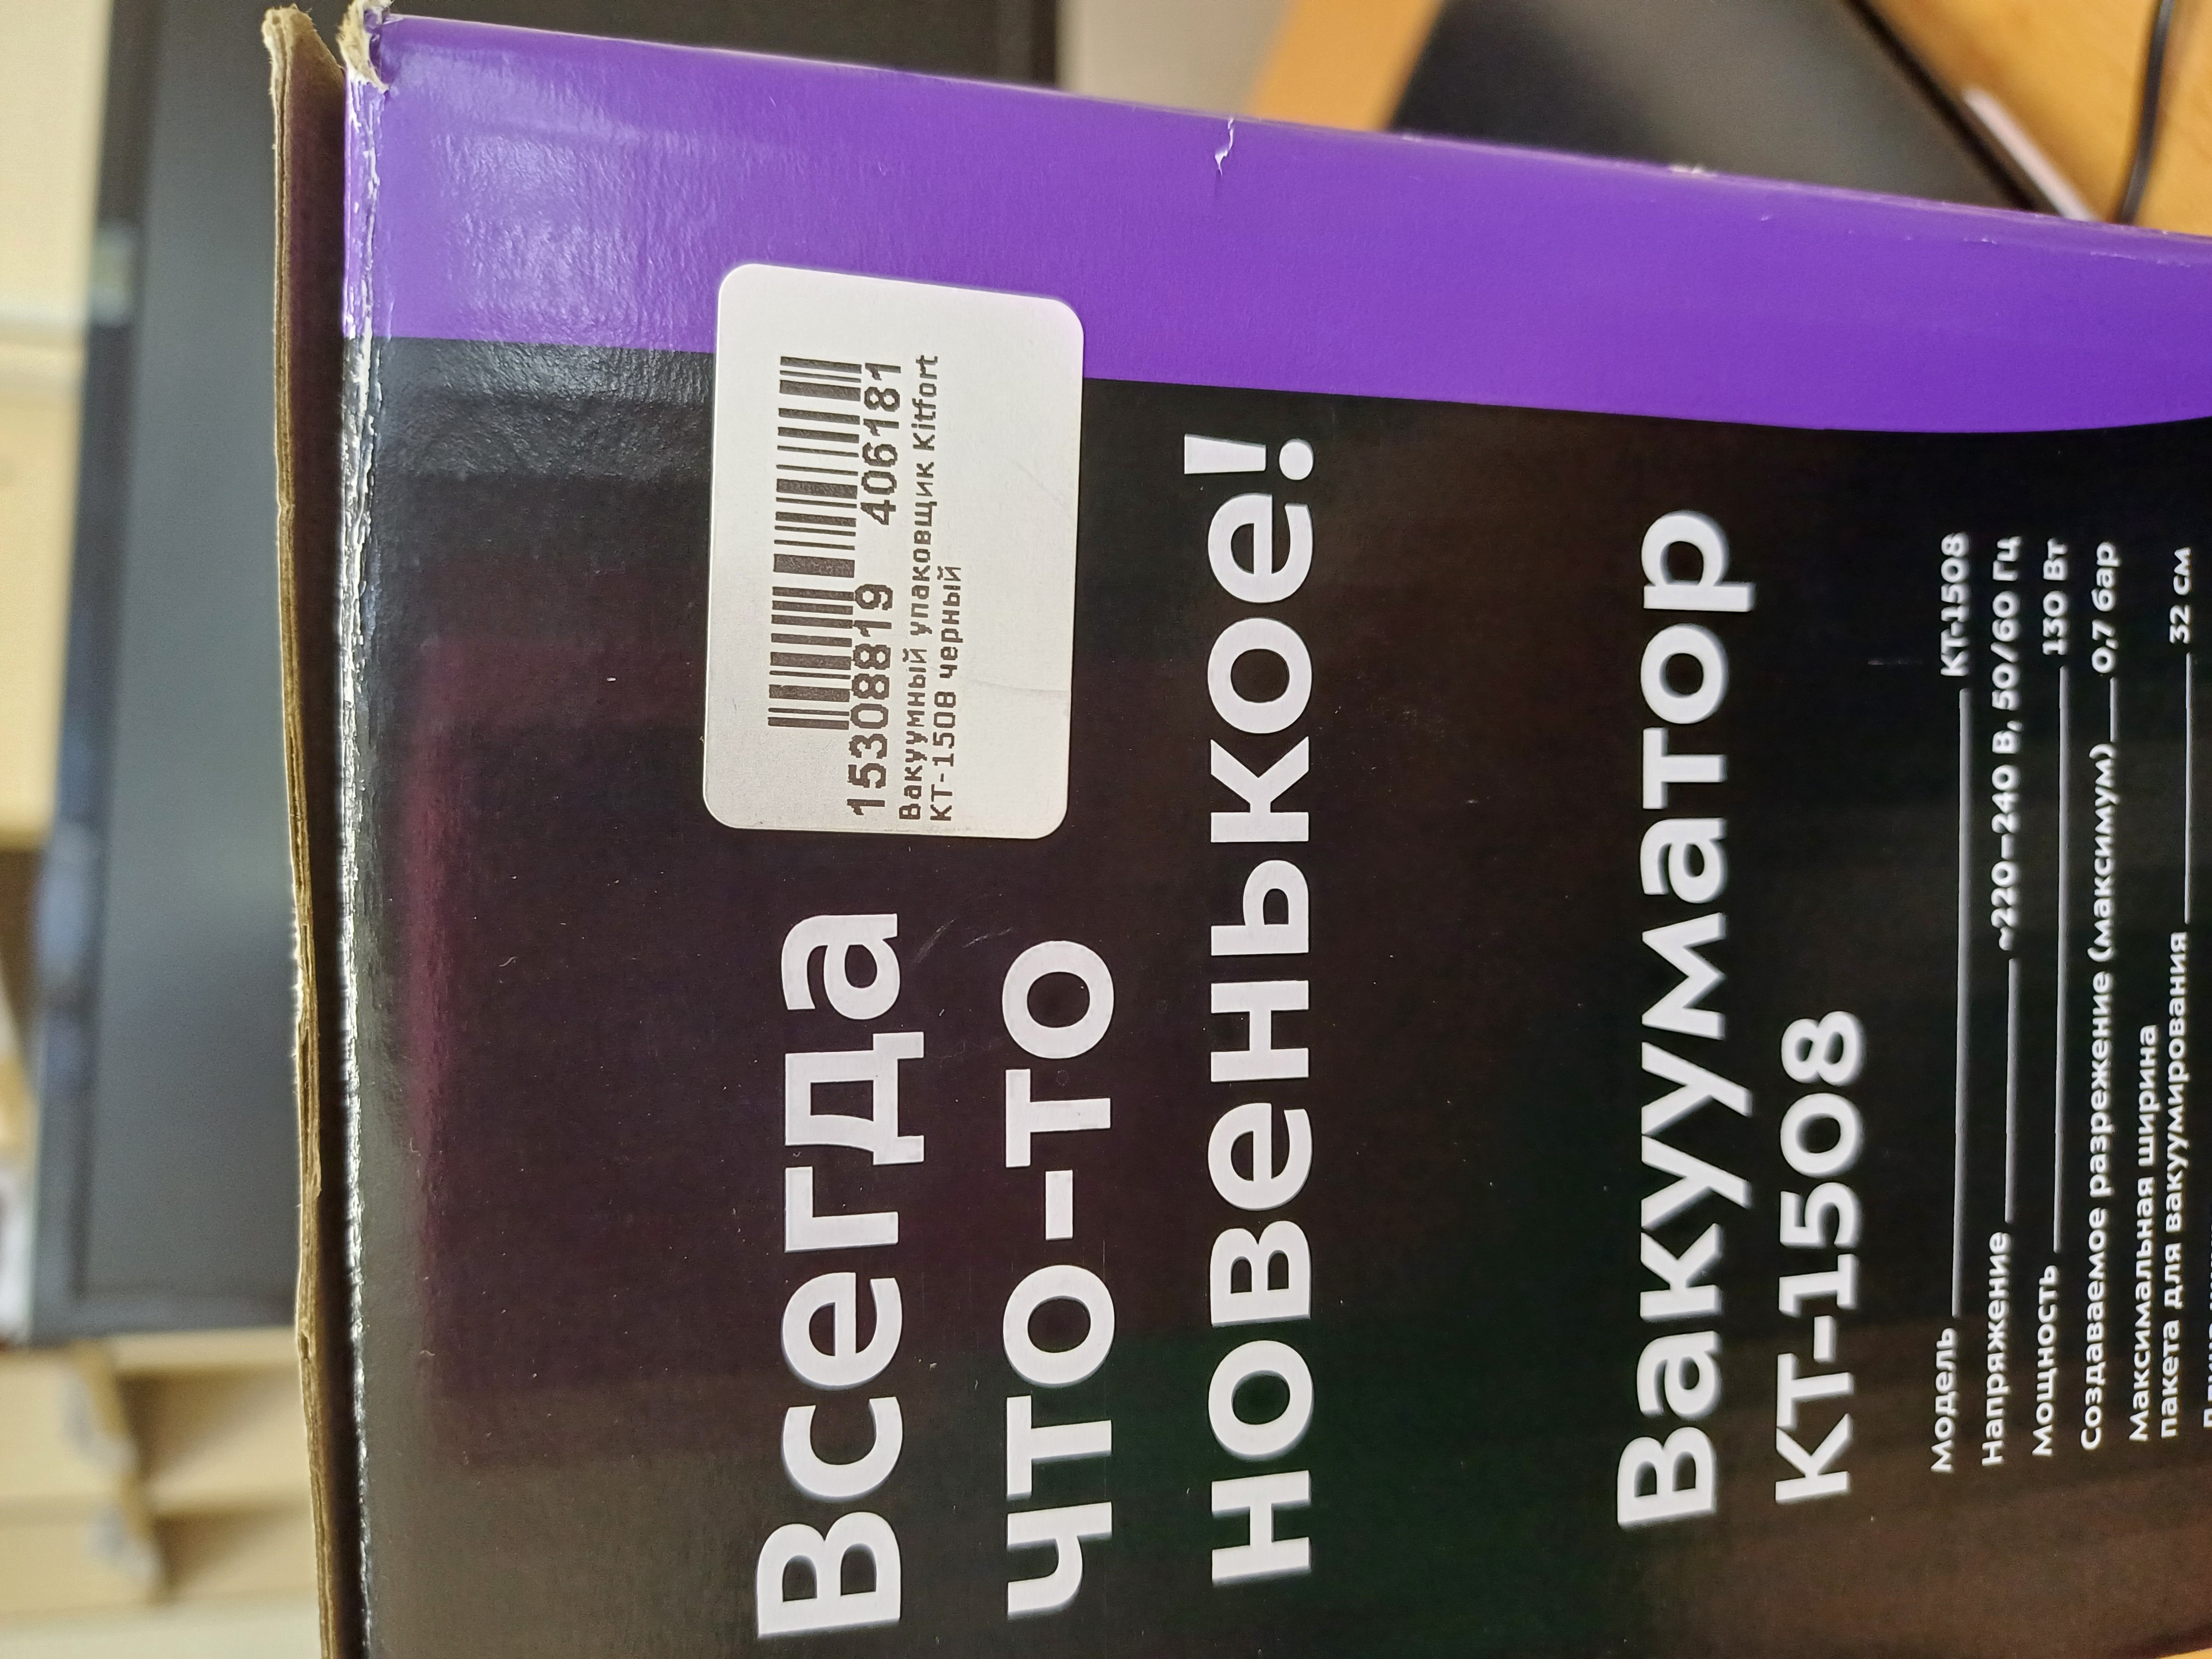 15308819 406181
Вакуумный упаковщик Kitfort
КТ-1508 черный
Всегда
что-то
новенькое!
Вакууматор
КТ-1508
Модель КТ-1508
Напряжение ~220–240 В, 50/60 Гц
Мощность 130 Вт
Создаваемое разрежение (максимум) 0,7 бар
Максимальная ширина
пакета для вакуумирования 32 см